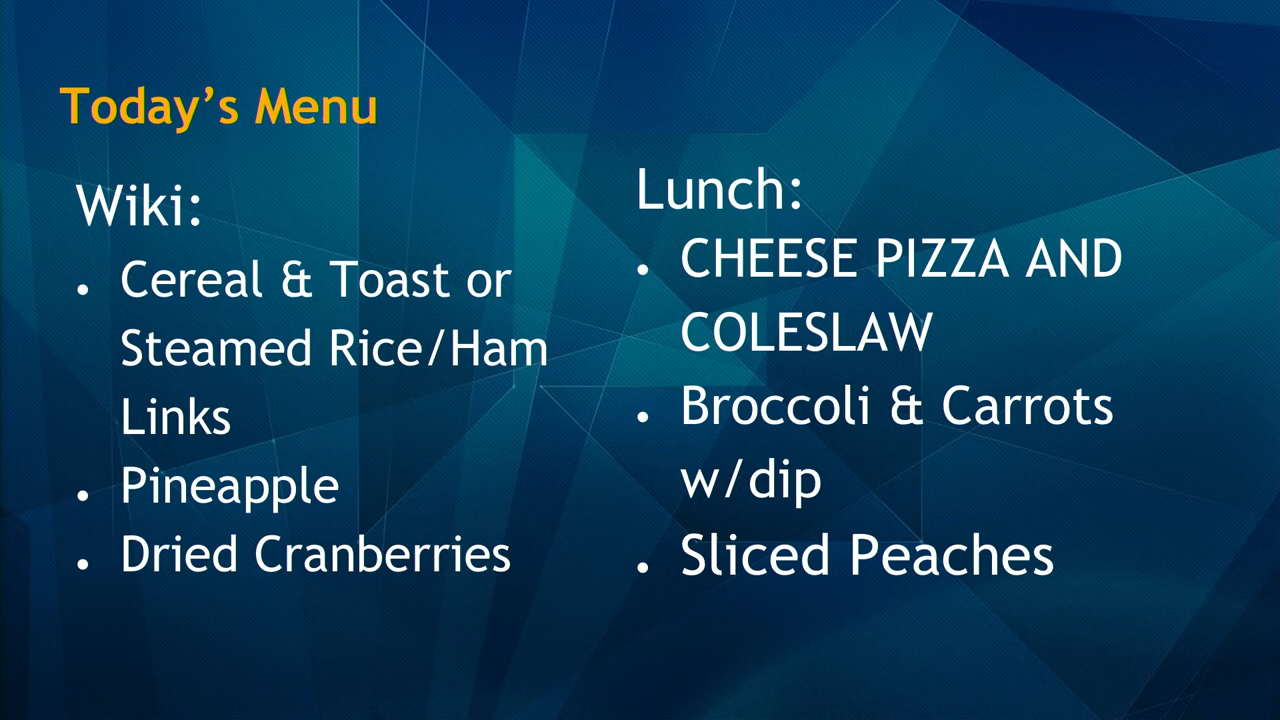 Today’s Menu
Wiki:
• Cereal & Toast or
Steamed Rice/Ham
Links
• Pineapple
• Dried Cranberries
Lunch:
• CHEESE PIZZA AND
COLESLAW
• Broccoli & Carrots
w/dip
• Sliced Peaches